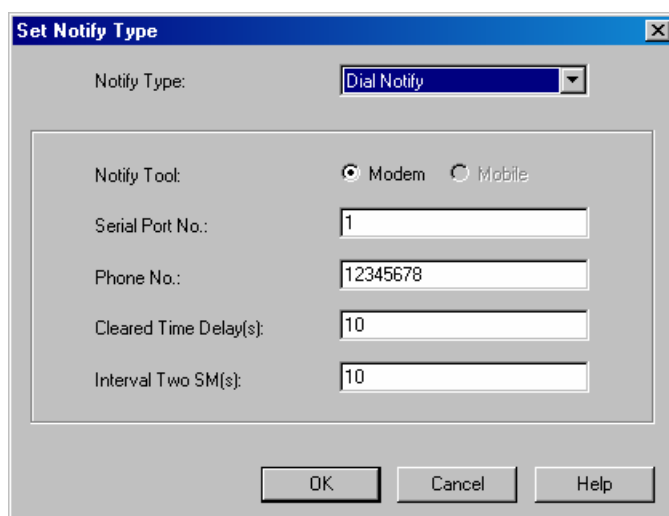 Set Notify Type
Notify Type: Dial Notify
Notify Tool: Modem Mobile
Serial Port No.: 1
Phone No.: 12345678
Cleared Time Delay(s): 10
Interval Two SM(s): 10
OK Cancel Help